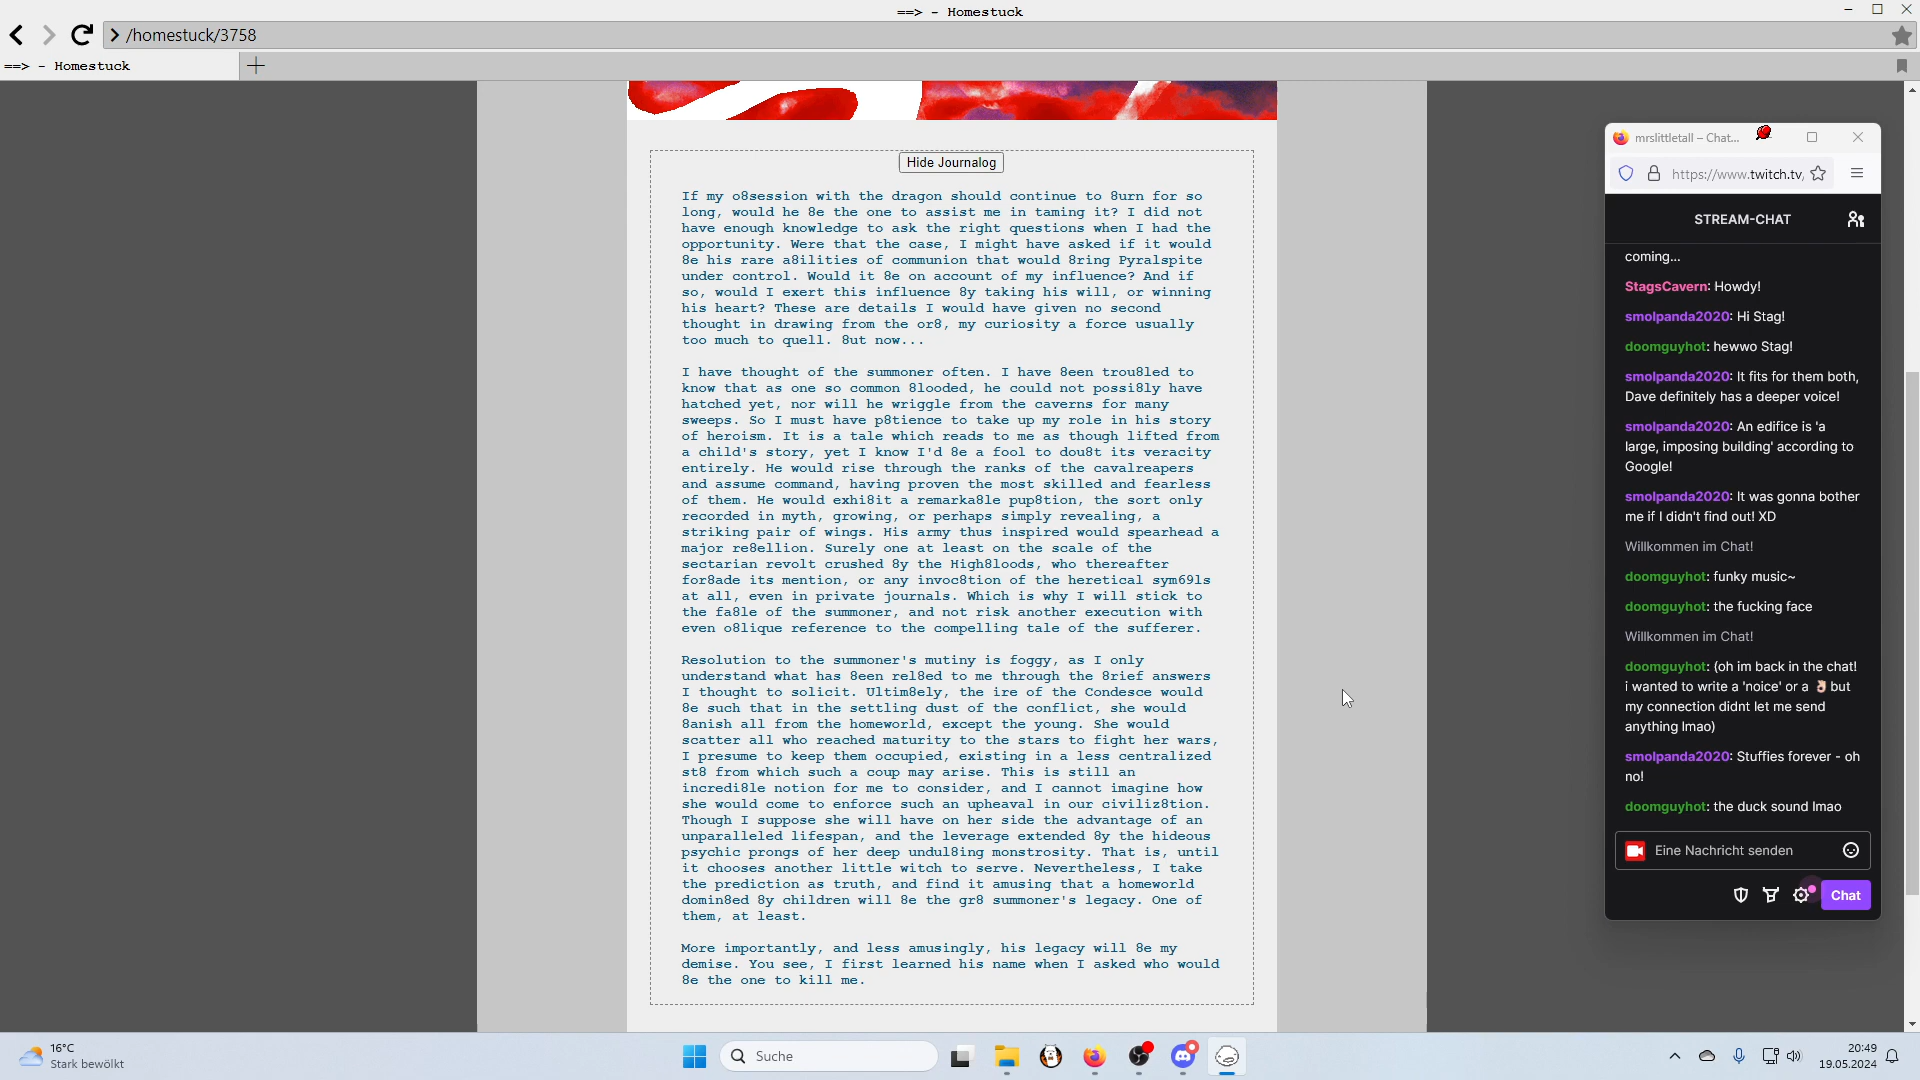 ==> - Homestuck
/homestuck/3758
==> - Homestuck
Hide Journalog
If my o8session with the dragon should continue to 8urn for so
long, would he 8e the one to assist me in taming it? I did not
have enough knowledge to ask the right questions when I had the
opportunity. Were that the case, I might have asked if it would
8e his rare a8ilities of communion that would 8ring Pyralspite
under control. Would it 8e on account of my influence? And if
so, would I exert this influence 8y taking his will, or winning
his heart? These are details I would have given no second
thought in drawing from the or8, my curiosity a force usually
too much to quell. 8ut now...
I have thought of the summoner often. I have 8een trou8led to
know that as one so common 8looded, he could not possi8ly have
hatched yet, nor will he wriggle from the caverns for many
sweeps. So I must have p8tience to take up my role in his story
of heroism. It is a tale which reads to me as though lifted from
a child's story, yet I know I'd 8e a fool to dou8t its veracity
entirely. He would rise through the ranks of the cavalreapers
and assume command, having proven the most skilled and fearless
of them. He would exhi8it a remarka8le pup8tion, the sort only
recorded in myth, growing, or perhaps simply revealing, a
striking pair of wings. His army thus inspired would spearhead a
major re8ellion. Surely one at least on the scale of the
sectarian revolt crushed 8y the High8loods, who thereafter
for8ade its mention, or any invoc8tion of the heretical sym69ls
at all, even in private journals. Which is why I will stick to
the fa8le of the summoner, and not risk another execution with
even o8lique reference to the compelling tale of the sufferer.
Resolution to the summoner's mutiny is foggy, as I only
understand what has 8een rel8ed to me through the 8rief answers
I thought to solicit. Ultim8ely, the ire of the Condesce would
8e such that in the settling dust of the conflict, she would
8anish all from the homeworld, except the young. She would
scatter all who reached maturity to the stars to fight her wars,
I presume to keep them occupied, existing in a less centralized
st8 from which such a coup may arise. This is still an
incredi8le notion for me to consider, and I cannot imagine how
she would come to enforce such an upheaval in our civiliz8tion.
Though I suppose she will have on her side the advantage of an
unparalleled lifespan, and the leverage extended 8y the hideous
psychic prongs of her deep undul8ing monstrosity. That is, until
it chooses another little witch to serve. Nevertheless, I take
the prediction as truth, and find it amusing that a homeworld
domin8ed 8y children will 8e the gr8 summoner's legacy. One of
them, at least.
More importantly, and less amusingly, his legacy will 8e my
demise. You see, I first learned his name when I asked who would
8e the one to kill me.
mrslittletall – Chat...
https://www.twitch.tv/
STREAM-CHAT
coming...
StagsCavern: Howdy!
smolpanda2020: Hi Stag!
doomguyhot: hewwo Stag!
smolpanda2020: It fits for them both,
Dave definitely has a deeper voice!
smolpanda2020: An edifice is 'a
large, imposing building' according to
Google!
smolpanda2020: It was gonna bother
me if I didn't find out! XD
Willkommen im Chat!
doomguyhot: funky music~
doomguyhot: the fucking face
Willkommen im Chat!
doomguyhot: (oh im back in the chat!
i wanted to write a 'noice' or a 👌but
my connection didnt let me send
anything lmao)
smolpanda2020: Stuffies forever - oh
no!
doomguyhot: the duck sound lmao
Eine Nachricht senden
Chat
16°C
Stark bewölkt
Suche
20:49
19.05.2024